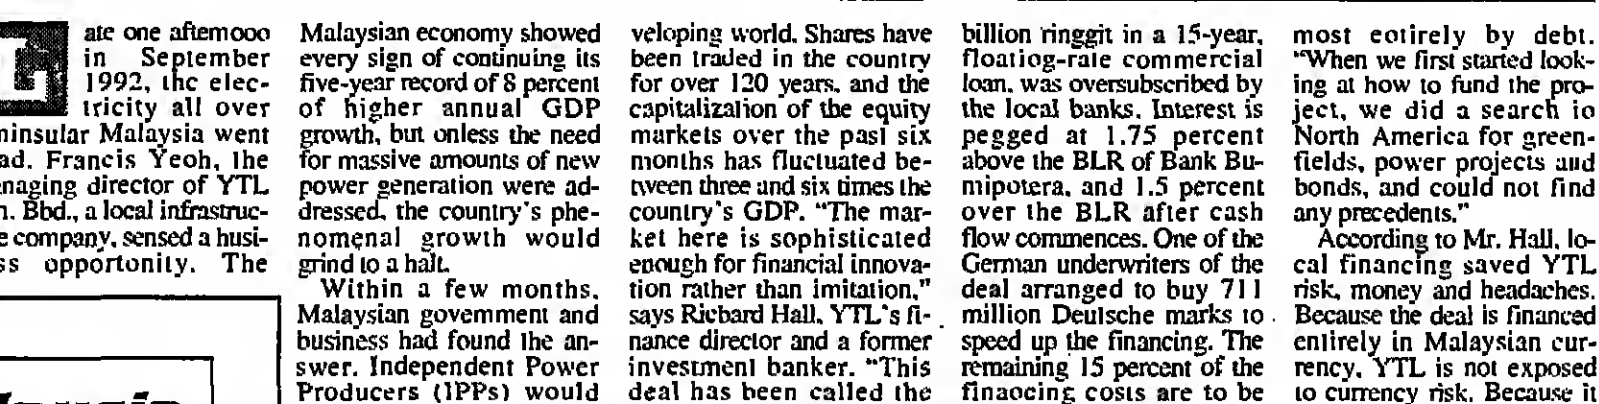 Late one afternoon
in September
1992, the elec-
tricity all over
ninsular Malaysia went
ad. Francis Yeoh, the
naging director of YTL
n. Bhd., a local infrastruc-
e company, sensed a busi-
ss opportunity. The
Malaysian economy showed
every sign of continuing its
five-year record of 8 percent
of higher annual GDP
growth, but unless the need
for massive amounts of new
power generation were ad-
dressed, the country's phe-
nomenal growth would
grind to a halt.
Within a few months,
Malaysian government and
business had found the an-
swer. Independent Power
Producers (IPPs) would
veloping world. Shares have
been traded in the country
for over 120 years, and the
capitalization of the equity
markets over the past six
months has fluctuated be-
tween three and six times the
country's GDP. "The mar-
ket here is sophisticated
enough for financial innova-
tion rather than imitation,"
says Richard Hall, YTL's fi-
nance director and a former
investment banker. "This
deal has been called the
billion ringgit in a 15-year,
floating-rate commercial
loan, was oversubscribed by
the local banks. Interest is
pegged at 1.75 percent
above the BLR of Bank Bu-
mipotera, and 1.5 percent
over the BLR after cash
flow commences. One of the
German underwriters of the
deal arranged to buy 711
million Deutsche marks to
speed up the financing. The
remaining 15 percent of the
financing costs are to be
most entirely by debt.
"When we first started look-
ing at how to fund the pro-
ject, we did a search in
North America for green-
fields, power projects and
bonds, and could not find
any precedents."
According to Mr. Hall, lo-
cal financing saved YTL
risk, money and headaches.
Because the deal is financed
entirely in Malaysian cur-
rency, YTL is not exposed
to currency risk. Because it